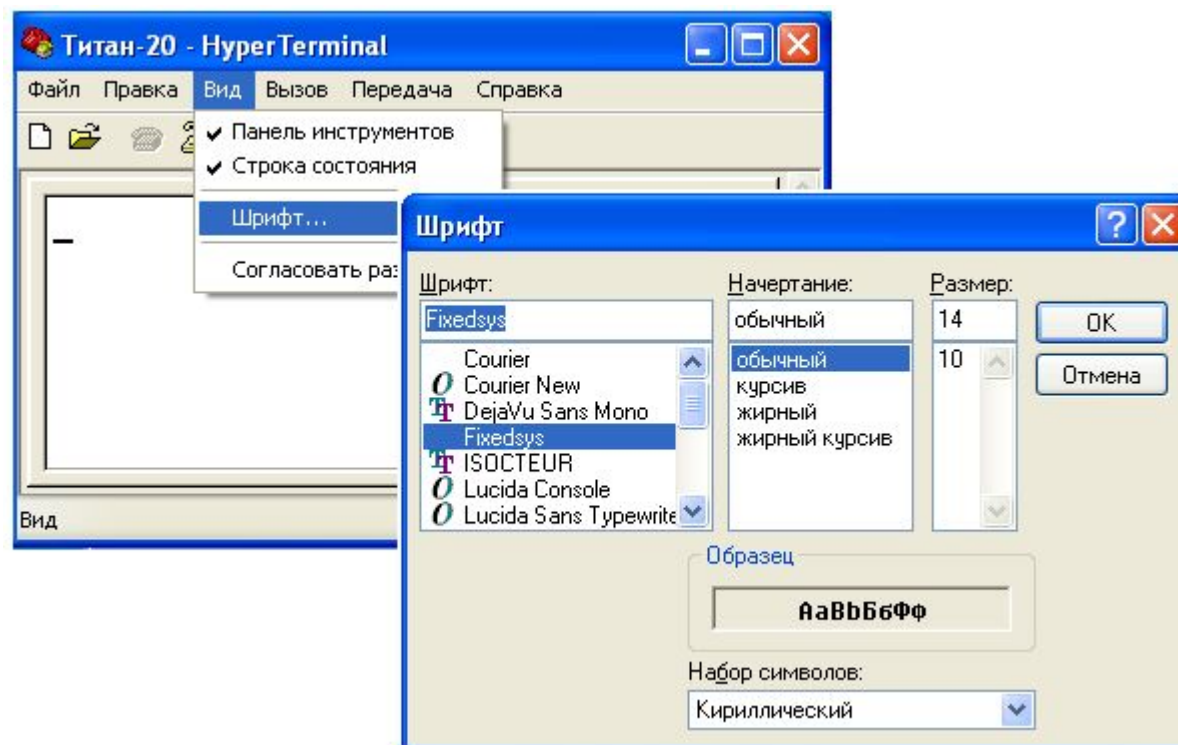 Титан-20 - HyperTerminal
Файл Правка Вид Вызов Передача Справка
Панель инструментов
Строка состояния
Шрифт...
Согласовать раз
Вид
Шрифт
Шрифт:
Fixedsys
Courier
Courier New
DejaVu Sans Mono
Fixedsys
ISOCTEUR
Lucida Console
Lucida Sans Typewrite
Начертание:
обычный
обычный
курсив
жирный
жирный курсив
Размер:
14
10
OK
Отмена
Образец
АаВbБбФф
Набор символов:
Кириллический